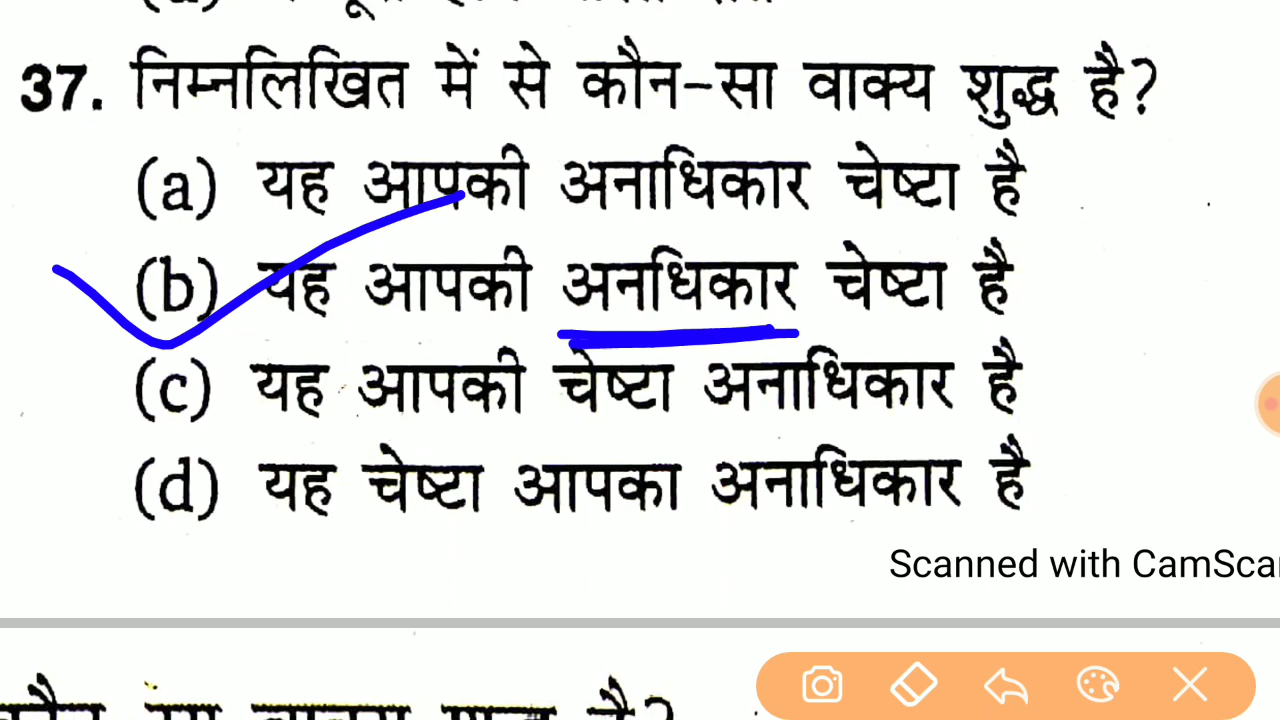 37. निम्नलिखित में से कौन-सा वाक्य शुद्ध है?
(a) यह आपकी अनाधिकार चेष्टा है
(b) यह आपकी अनधिकार चेष्टा है
(c) यह आपकी चेष्टा अनाधिकार है
(d) यह चेष्टा आपका अनाधिकार है
Scanned with CamSca